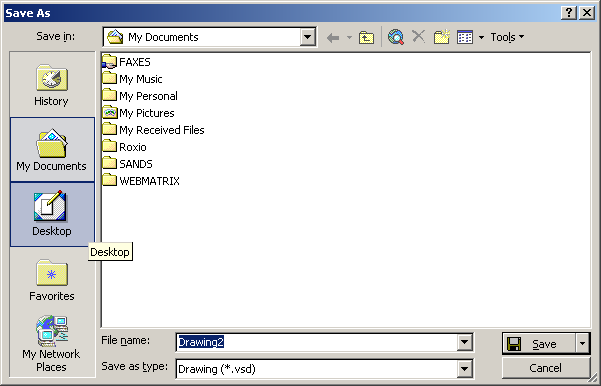 Save As
Save in:
My Documents
Tools
History
My Documents
Desktop
Desktop
Favorites
My Network
Places
FAXES
My Music
My Personal
My Pictures
My Received Files
Roxio
SANDS
WEBMATRIX
File name:
Drawing2
Save
Save as type:
Drawing (*.vsd)
Cancel